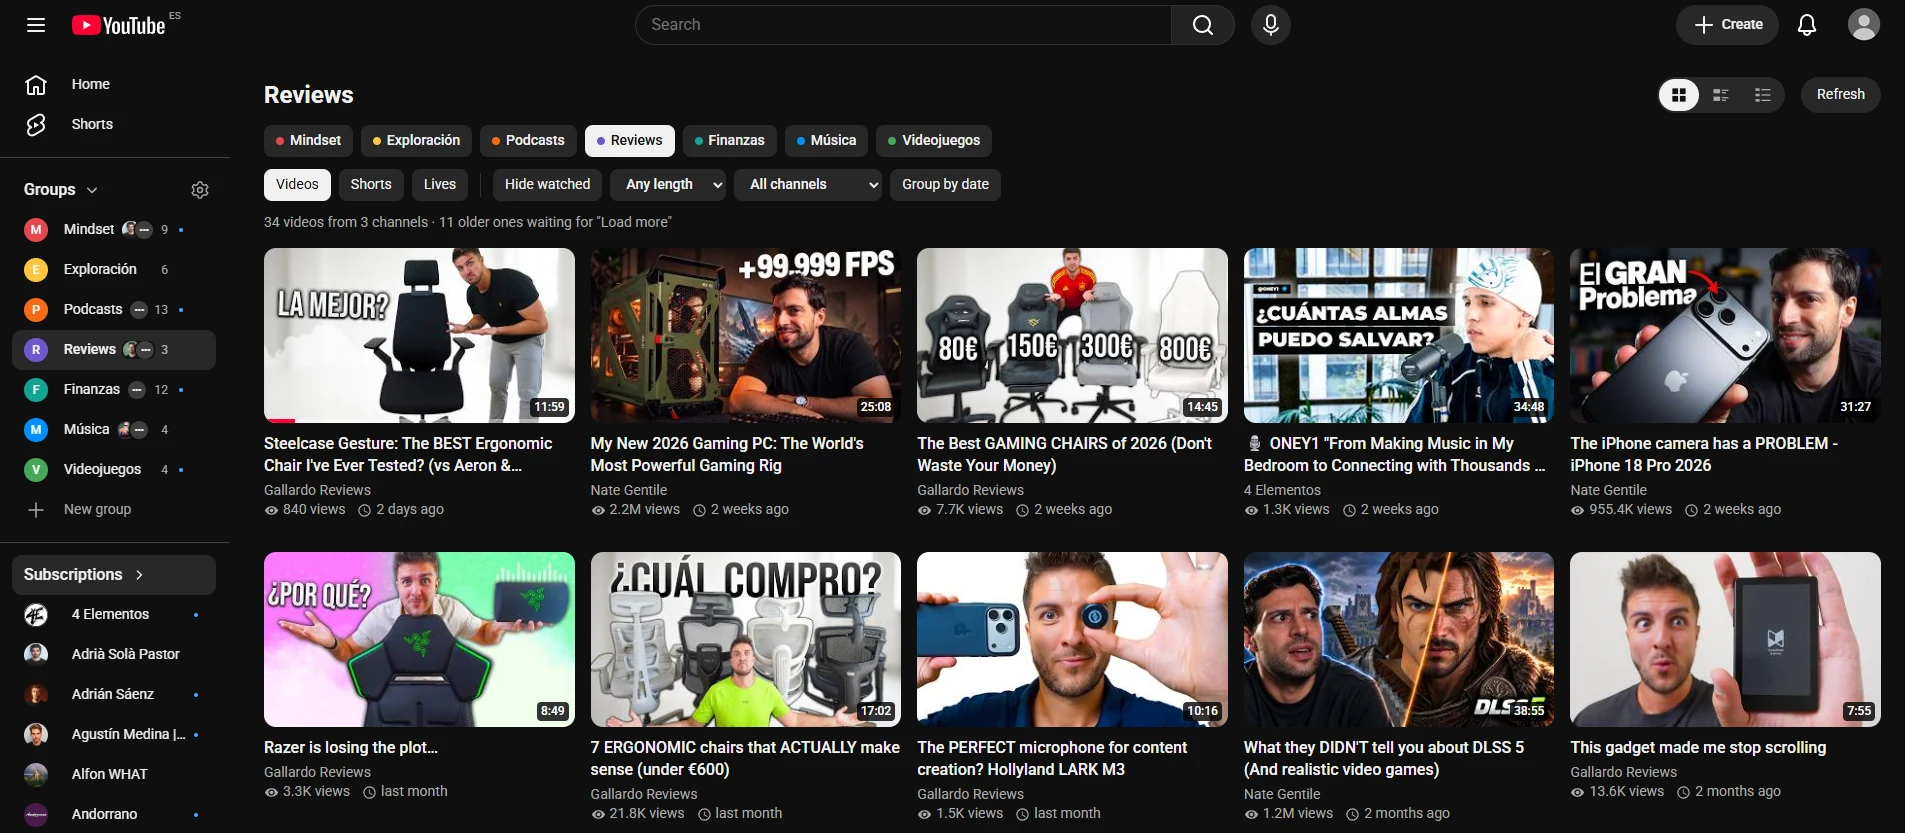 YouTube ES
Search
Create
Home
Shorts
Groups
M Mindset 9
E Exploración 6
P Podcasts 13
R Reviews 3
F Finanzas 12
M Música 4
V Videojuegos 4
New group
Subscriptions
4 Elementos
Adrià Solà Pastor
Adrián Sáenz
Agustín Medina |...
Alfon WHAT
Andorrano
Reviews
Refresh
Mindset Exploración Podcasts Reviews Finanzas Música Videojuegos
Videos Shorts Lives Hide watched Any length All channels Group by date
34 videos from 3 channels · 11 older ones waiting for "Load more"
LA MEJOR?
11:59
Steelcase Gesture: The BEST Ergonomic
Chair I've Ever Tested? (vs Aeron &...
Gallardo Reviews
840 views 2 days ago
+99.999 FPS
25:08
My New 2026 Gaming PC: The World's
Most Powerful Gaming Rig
Nate Gentile
2.2M views 2 weeks ago
80€ 150€ 300€ 800€
14:45
The Best GAMING CHAIRS of 2026 (Don't
Waste Your Money)
Gallardo Reviews
7.7K views 2 weeks ago
@ONEY1
¿CUÁNTAS ALMAS
PUEDO SALVAR?
34:48
ONEY1 "From Making Music in My
Bedroom to Connecting with Thousands ...
4 Elementos
1.3K views 2 weeks ago
El GRAN
Problema
31:27
The iPhone camera has a PROBLEM -
iPhone 18 Pro 2026
Nate Gentile
955.4K views 2 weeks ago
¿POR QUÉ?
8:49
Razer is losing the plot...
Gallardo Reviews
3.3K views last month
¿CUÁL COMPRO?
17:02
7 ERGONOMIC chairs that ACTUALLY make
sense (under €600)
Gallardo Reviews
21.8K views last month
10:16
The PERFECT microphone for content
creation? Hollyland LARK M3
Gallardo Reviews
1.5K views last month
DLSS 5
38:55
What they DIDN'T tell you about DLSS 5
(And realistic video games)
Nate Gentile
1.2M views 2 months ago
7:55
This gadget made me stop scrolling
Gallardo Reviews
13.6K views 2 months ago